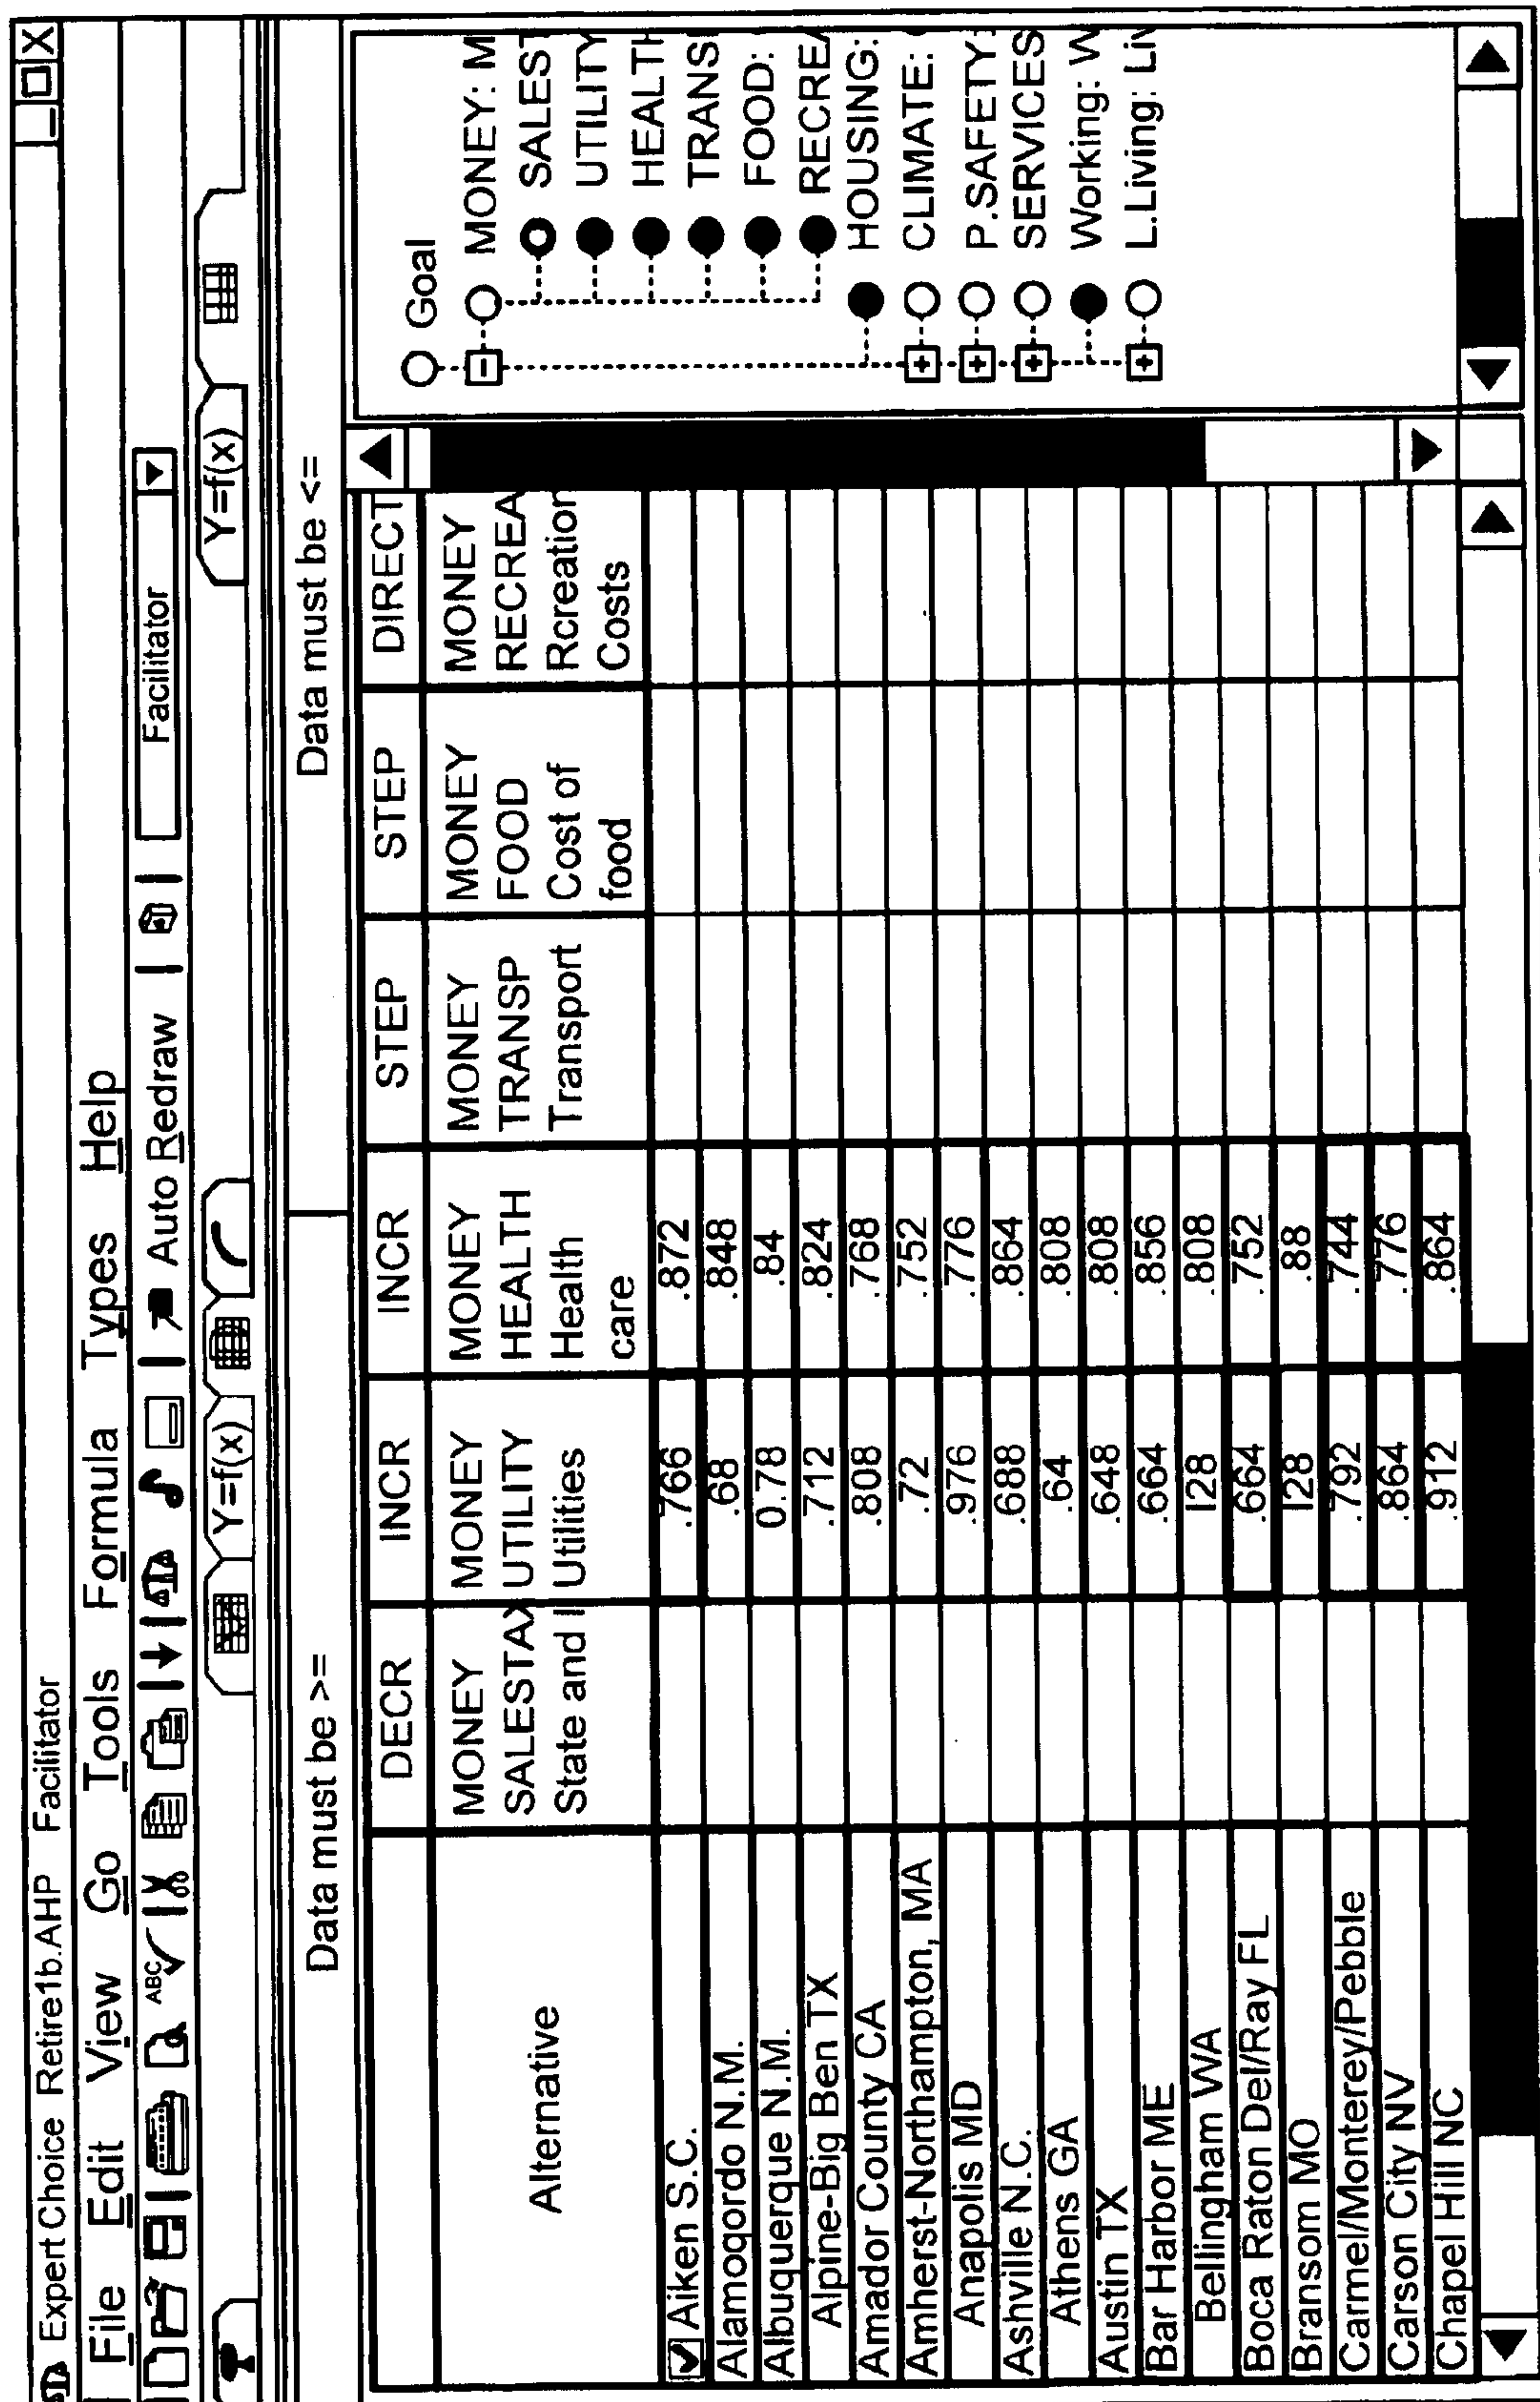 Expert Choice Retire1b.AHP Facilitator
File Edit View Go Tools Formula Types Help
ABC Auto Redraw Facilitator
Y=f(x) Y=f(x)
Data must be >= Data must be <=
DECR INCR INCR STEP STEP DIRECT
Alternative
MONEY MONEY MONEY MONEY MONEY MONEY
SALESTAX UTILITY HEALTH TRANSP FOOD RECREA
State and l Utilities Health Transport Cost of Rcreation
care food Costs
Aiken S.C. .766 .872
Alamogordo N.M. .68 .848
Albuquerque N.M. 0.78 .84
Alpine-Big Ben TX .712 .824
Amador County CA .808 .768
Amherst-Northampton, MA .72 .752
Anapolis MD .976 .776
Ashville N.C. .688 .864
Athens GA .64 .808
Austin TX .648 .808
Bar Harbor ME .664 .856
Bellingham WA 128 .808
Boca Raton Del/Ray FL .664 .752
Bransom MO 128 .88
Carmel/Monterey/Pebble .792 .744
Carson City NV .864 .776
Chapel Hill NC .912 .864
Goal
MONEY: M
SALEST
UTILITY
HEALTH
TRANS
FOOD:
RECREA
HOUSING:
CLIMATE:
P.SAFETY:
SERVICES
Working: W
L.Living: Liv